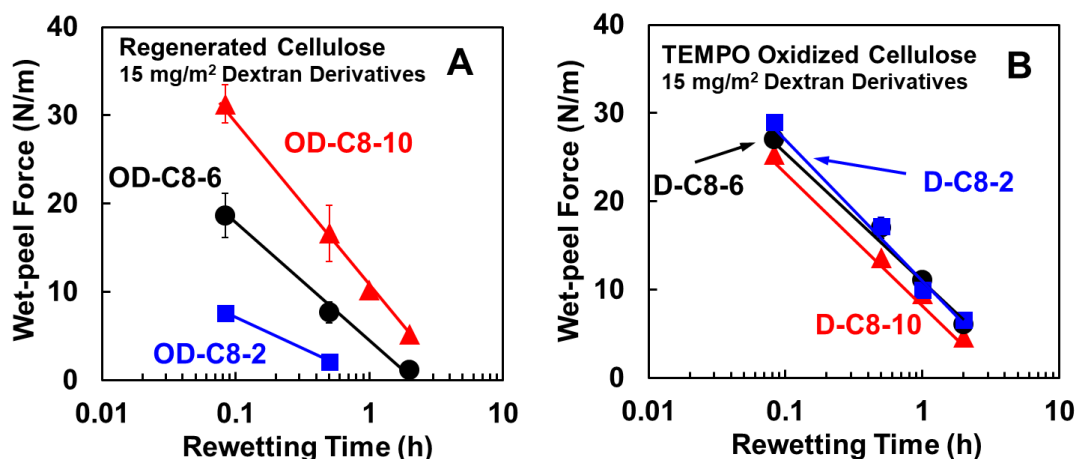 Regenerated Cellulose
15 mg/m² Dextran Derivatives
A
OD-C8-10
OD-C8-6
OD-C8-2
40
30
20
10
0
0.01
0.1
1
10
Wet-peel Force (N/m)
Rewetting Time (h)
TEMPO Oxidized Cellulose
15 mg/m² Dextran Derivatives
B
D-C8-6
D-C8-2
D-C8-10
40
30
20
10
0
0.01
0.1
1
10
Wet-peel Force (N/m)
Rewetting Time (h)